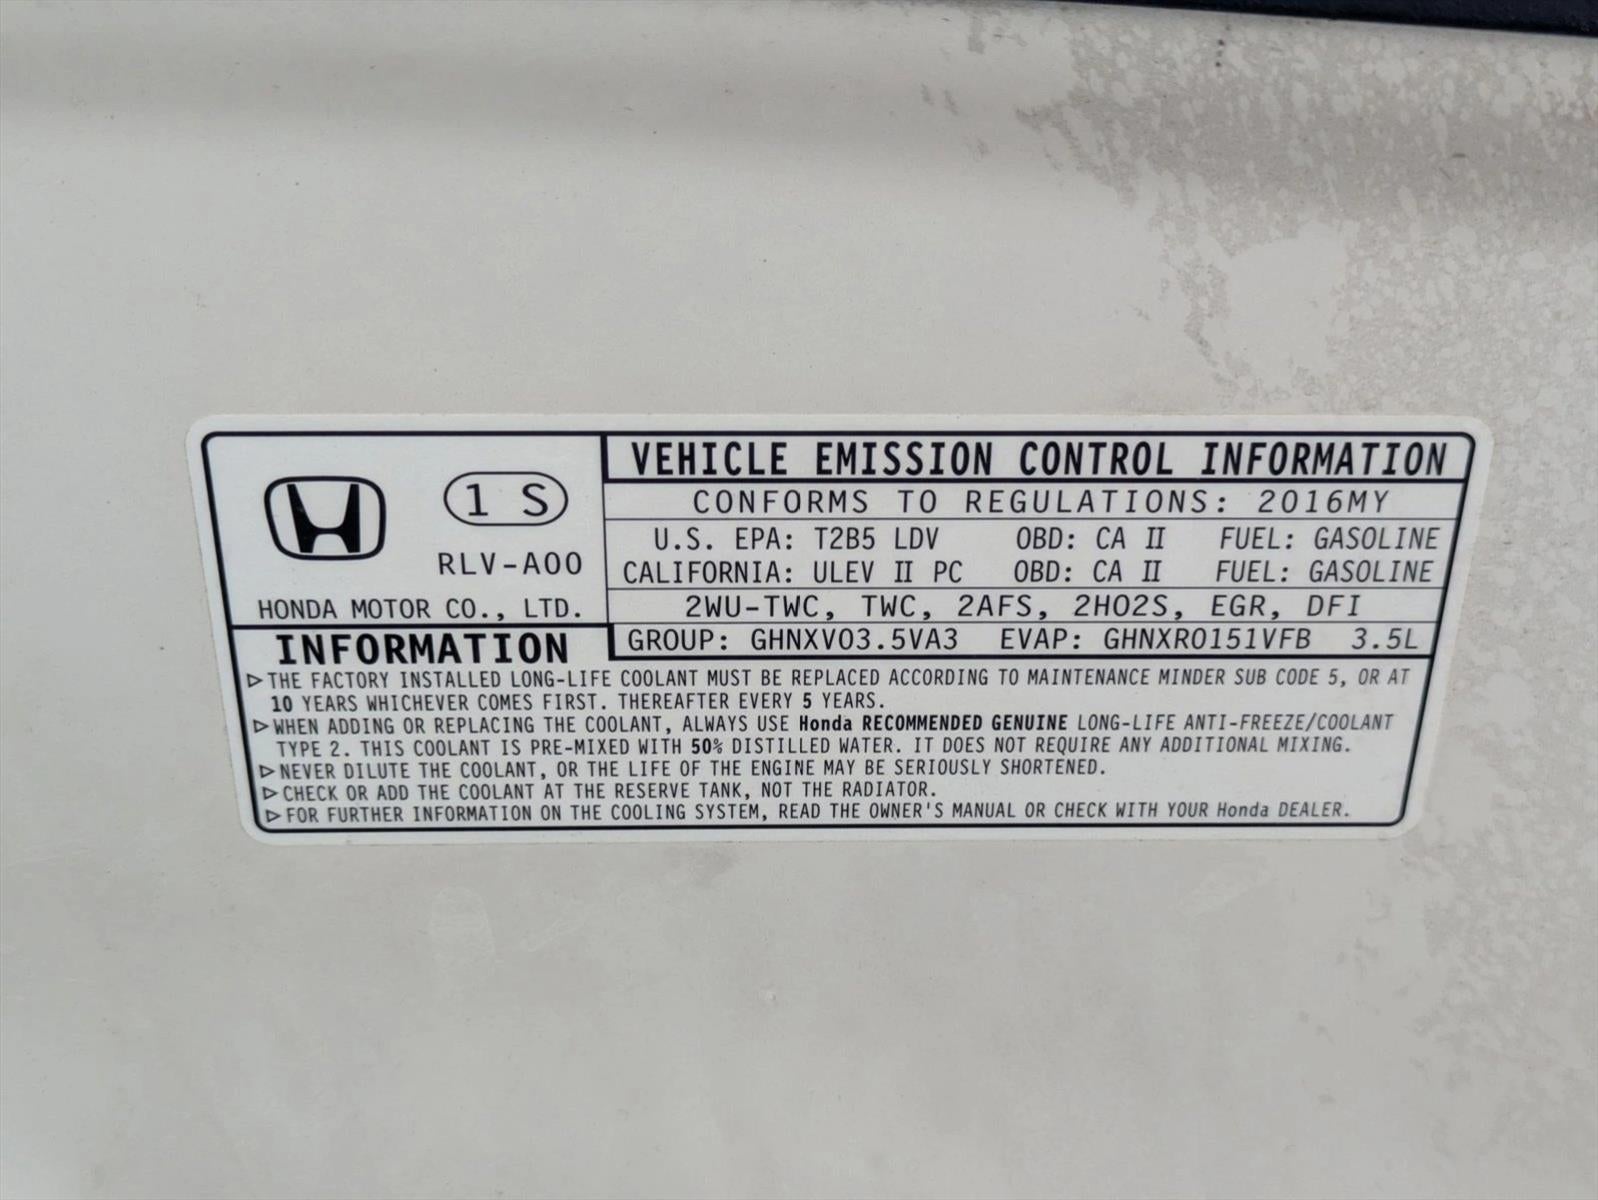 1 S
RLV-A00
HONDA MOTOR CO., LTD.
VEHICLE EMISSION CONTROL INFORMATION
CONFORMS TO REGULATIONS: 2016MY
U.S. EPA: T2B5 LDV OBD: CA II FUEL: GASOLINE
CALIFORNIA: ULEV II PC OBD: CA II FUEL: GASOLINE
2WU-TWC, TWC, 2AFS, 2HO2S, EGR, DFI
GROUP: GHNXV03.5VA3 EVAP: GHNXR0151VFB 3.5L
INFORMATION
▷THE FACTORY INSTALLED LONG-LIFE COOLANT MUST BE REPLACED ACCORDING TO MAINTENANCE MINDER SUB CODE 5, OR AT
10 YEARS WHICHEVER COMES FIRST. THEREAFTER EVERY 5 YEARS.
▷WHEN ADDING OR REPLACING THE COOLANT, ALWAYS USE Honda RECOMMENDED GENUINE LONG-LIFE ANTI-FREEZE/COOLANT
TYPE 2. THIS COOLANT IS PRE-MIXED WITH 50% DISTILLED WATER. IT DOES NOT REQUIRE ANY ADDITIONAL MIXING.
▷NEVER DILUTE THE COOLANT, OR THE LIFE OF THE ENGINE MAY BE SERIOUSLY SHORTENED.
▷CHECK OR ADD THE COOLANT AT THE RESERVE TANK, NOT THE RADIATOR.
▷FOR FURTHER INFORMATION ON THE COOLING SYSTEM, READ THE OWNER'S MANUAL OR CHECK WITH YOUR Honda DEALER.